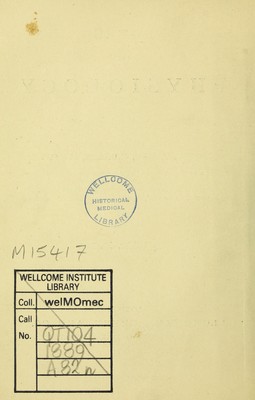 WELLCOME
HISTORICAL
MEDICAL
LIBRARY
M15417
WELLCOME INSTITUTE
LIBRARY
Coll. welMOmec
Call
No. QT104
1889
A82n